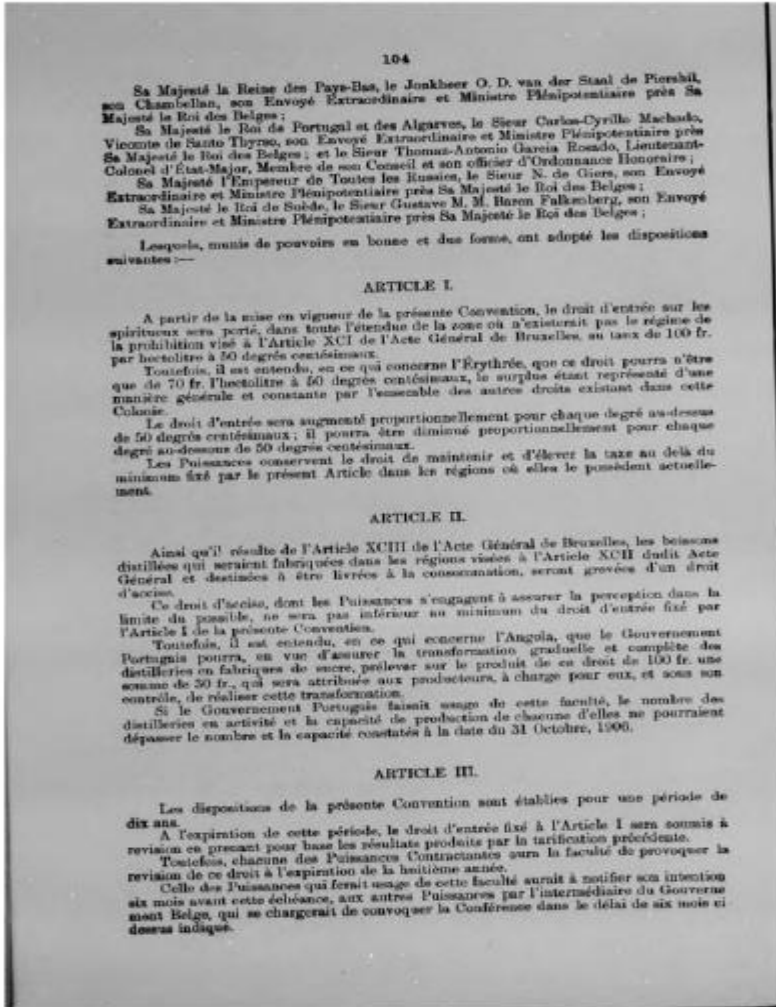 104
Sa Majesté la Reine des Pays-Bas, le Jonkheer O. D. van der Staal de Piershil,
son Chambellan, son Envoyé Extraordinaire et Ministre Plénipotentiaire près Sa
Majesté le Roi des Belges ;
Sa Majesté le Roi de Portugal et des Algarves, le Sieur Carlos-Cyrillo Machado,
Vicomte de Santo Thyrso, son Envoyé Extraordinaire et Ministre Plénipotentiaire près
Sa Majesté le Roi des Belges ; et le Sieur Thomaz-Antonio Garcia Rosado, Lieutenant-
Colonel d'État-Major, Membre de son Conseil et son officier d'Ordonnance Honoraire ;
Sa Majesté l'Empereur de Toutes les Russies, le Sieur N. de Giers, son Envoyé
Extraordinaire et Ministre Plénipotentiaire près Sa Majesté le Roi des Belges ;
Sa Majesté le Roi de Suède, le Sieur Gustave M. M. Baron Falkenberg, son Envoyé
Extraordinaire et Ministre Plénipotentiaire près Sa Majesté le Roi des Belges ;
Lesquels, munis de pouvoirs en bonne et due forme, ont adopté les dispositions
suivantes :—
ARTICLE I.
A partir de la mise en vigueur de la présente Convention, le droit d'entrée sur les
spiritueux sera porté, dans toute l'étendue de la zone où n'existerait pas le régime de
la prohibition visé à l'Article XCI de l'Acte Général de Bruxelles, au taux de 100 fr.
par hectolitre à 50 degrés centésimaux.
Toutefois, il est entendu, en ce qui concerne l'Érythrée, que ce droit pourra n'être
que de 70 fr. l'hectolitre à 50 degrés centésimaux, le surplus étant représenté d'une
manière générale et constante par l'ensemble des autres droits existant dans cette
Colonie.
Le droit d'entrée sera augmenté proportionnellement pour chaque degré au-dessus
de 50 degrés centésimaux ; il pourra être diminué proportionnellement pour chaque
degré au-dessous de 50 degrés centésimaux.
Les Puissances conservent le droit de maintenir et d'élever la taxe au delà du
minimum fixé par le présent Article dans les régions où elles le possèdent actuelle-
ment.
ARTICLE II.
Ainsi qu'il résulte de l'Article XCIII de l'Acte Général de Bruxelles, les boissons
distillées qui seraient fabriquées dans les régions visées à l'Article XCII dudit Acte
Général et destinées à être livrées à la consommation, seront grevées d'un droit
d'accise.
Ce droit d'accise, dont les Puissances s'engagent à assurer la perception dans la
limite du possible, ne sera pas inférieur au minimum du droit d'entrée fixé par
l'Article I de la présente Convention.
Toutefois, il est entendu, en ce qui concerne l'Angola, que le Gouvernement
Portugais pourra, en vue d'assurer la transformation graduelle et complète des
distilleries en fabriques de sucre, prélever sur le produit de ce droit de 100 fr. une
somme de 30 fr., qui sera attribuée aux producteurs, à charge pour eux, et sous son
contrôle, de réaliser cette transformation.
Si le Gouvernement Portugais faisait usage de cette faculté, le nombre des
distilleries en activité et la capacité de production de chacune d'elles ne pourraient
dépasser le nombre et la capacité constatés à la date du 31 Octobre, 1906.
ARTICLE III.
Les dispositions de la présente Convention sont établies pour une période de
dix ans.
A l'expiration de cette période, le droit d'entrée fixé à l'Article I sera soumis à
revision en prenant pour base les résultats produits par la tarification précédente.
Toutefois, chacune des Puissances Contractantes aura la faculté de provoquer la
revision de ce droit à l'expiration de la huitième année.
Celle des Puissances qui ferait usage de cette faculté aurait à notifier son intention
six mois avant cette échéance, aux autres Puissances par l'intermédiaire du Gouverne
ment Belge, qui se chargerait de convoquer la Conférence dans le délai de six mois ci
dessus indiqué.